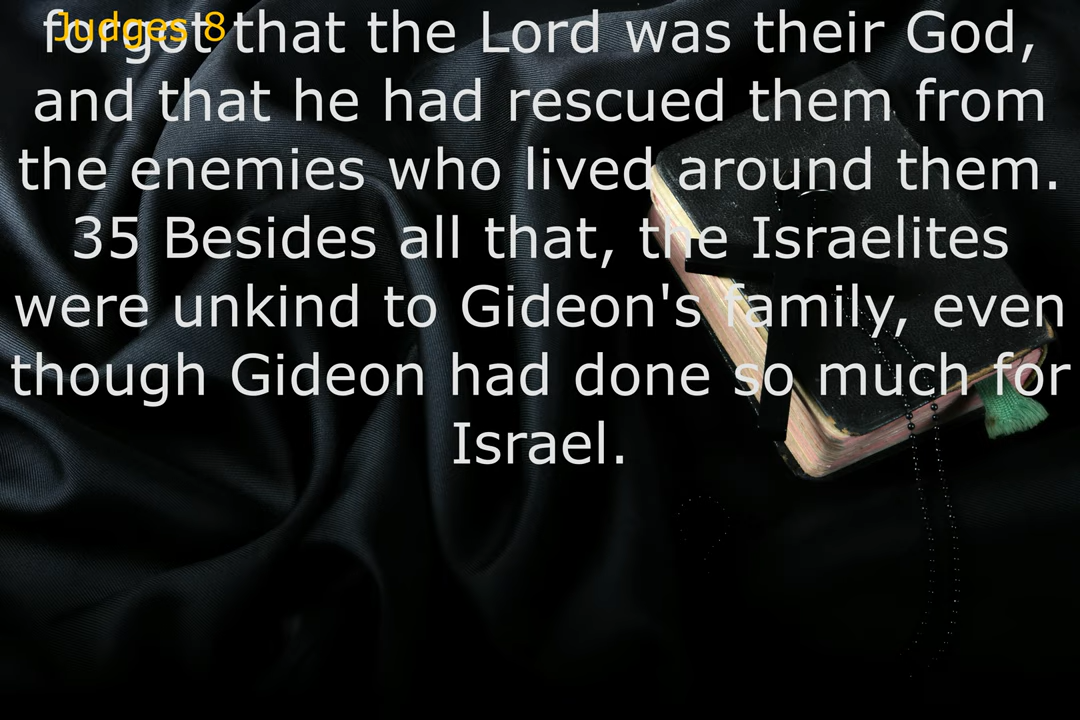 Judges 8
forgot that the Lord was their God,
and that he had rescued them from
the enemies who lived around them.
35 Besides all that, the Israelites
were unkind to Gideon's family, even
though Gideon had done so much for
Israel.